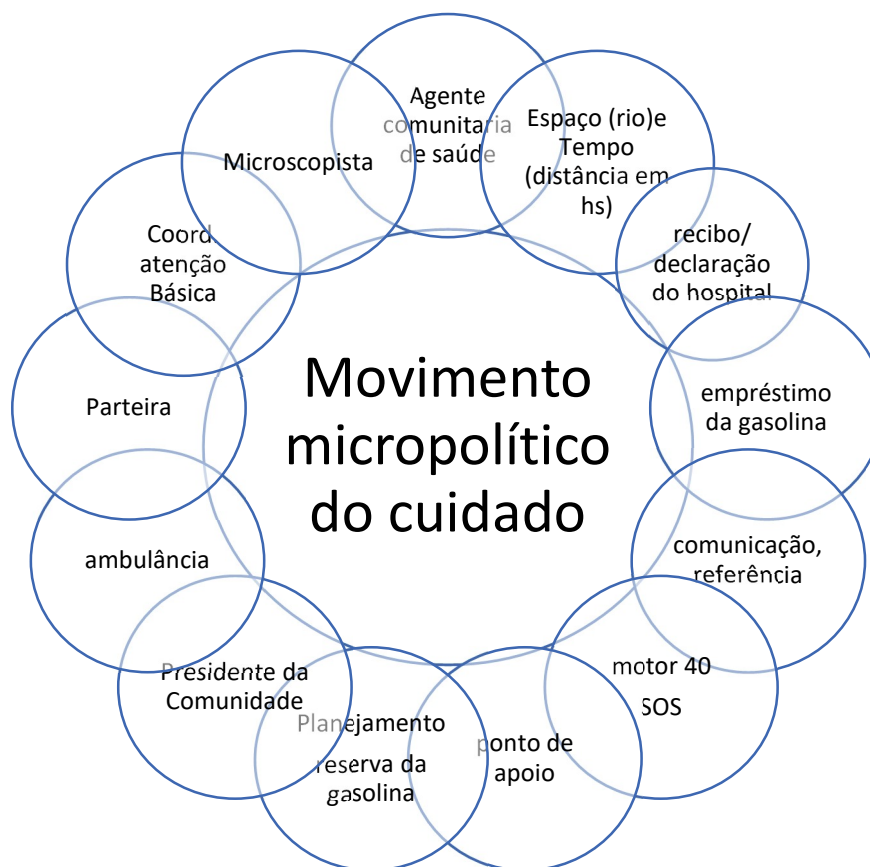 Agente
comunitaria
de saúde
Espaço (rio)e
Tempo
(distância em
hs)
recibo/
declaração
do hospital
empréstimo
da gasolina
comunicação,
referência
motor 40
SOS
ponto de
apoio
Planejamento
reserva da
gasolina
Presidente da
Comunidade
ambulância
Parteira
Coord.
atenção
Básica
Microscopista
Movimento
micropolítico
do cuidado